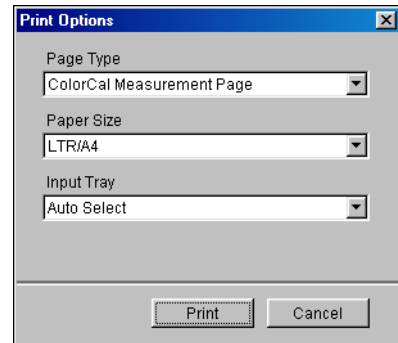 Print Options
Page Type
ColorCal Measurement Page
Paper Size
LTR/A4
Input Tray
Auto Select
Print Cancel